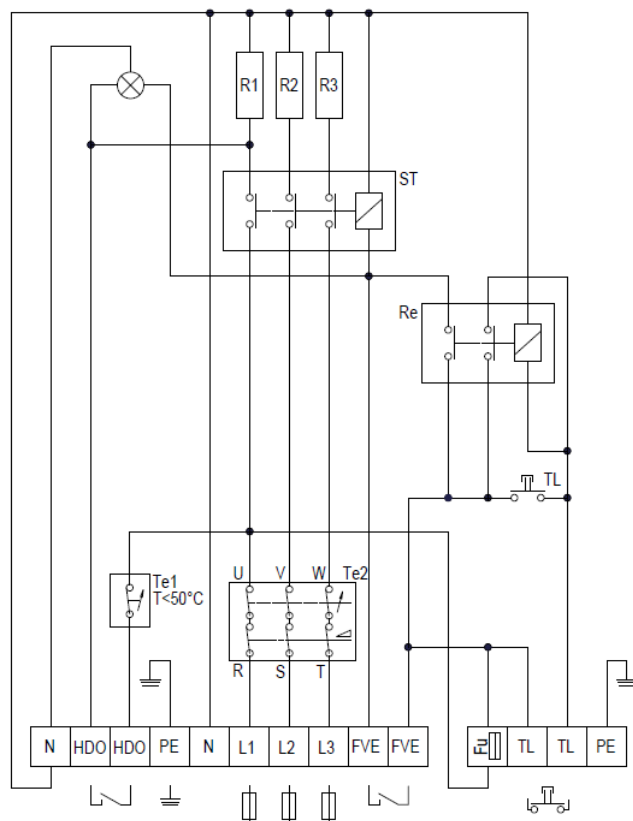 R1 R2 R3
ST
Re
TL
Te1
T<50°C
U V W Te2
R S T
N HDO HDO PE N L1 L2 L3 FVE FVE Fu TL TL PE